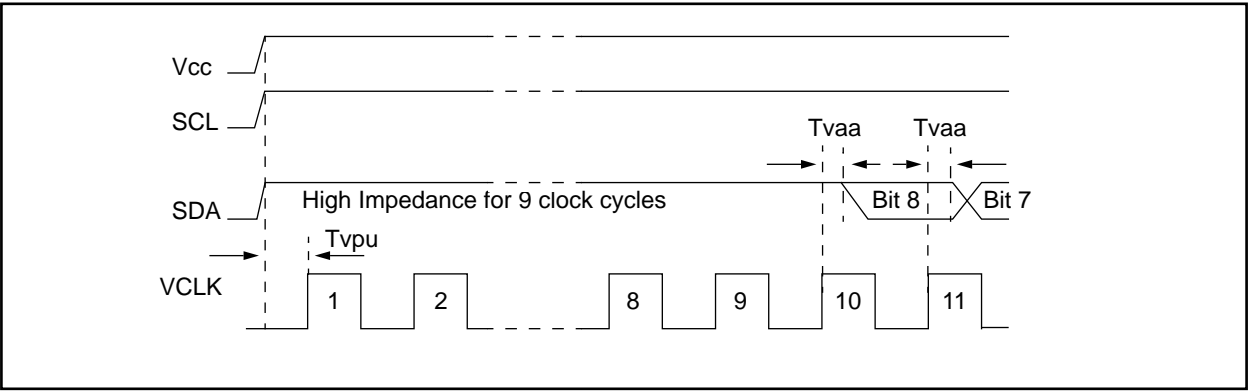 Vcc
SCL
Tvaa Tvaa
SDA High Impedance for 9 clock cycles Bit 8 Bit 7
Tvpu
VCLK 1 2 8 9 10 11